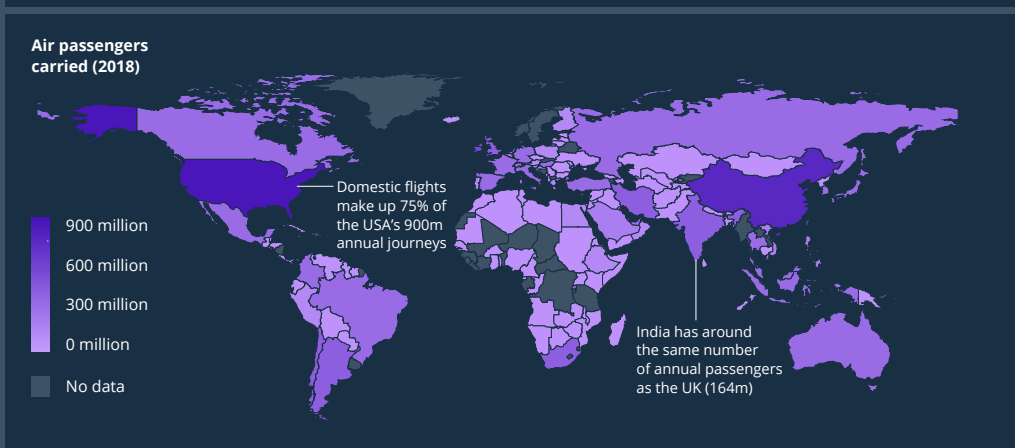 Air passengers
carried (2018)
Domestic flights
make up 75% of
the USA's 900m
annual journeys
900 million
600 million
300 million
0 million
No data
India has around
the same number
of annual passengers
as the UK (164m)